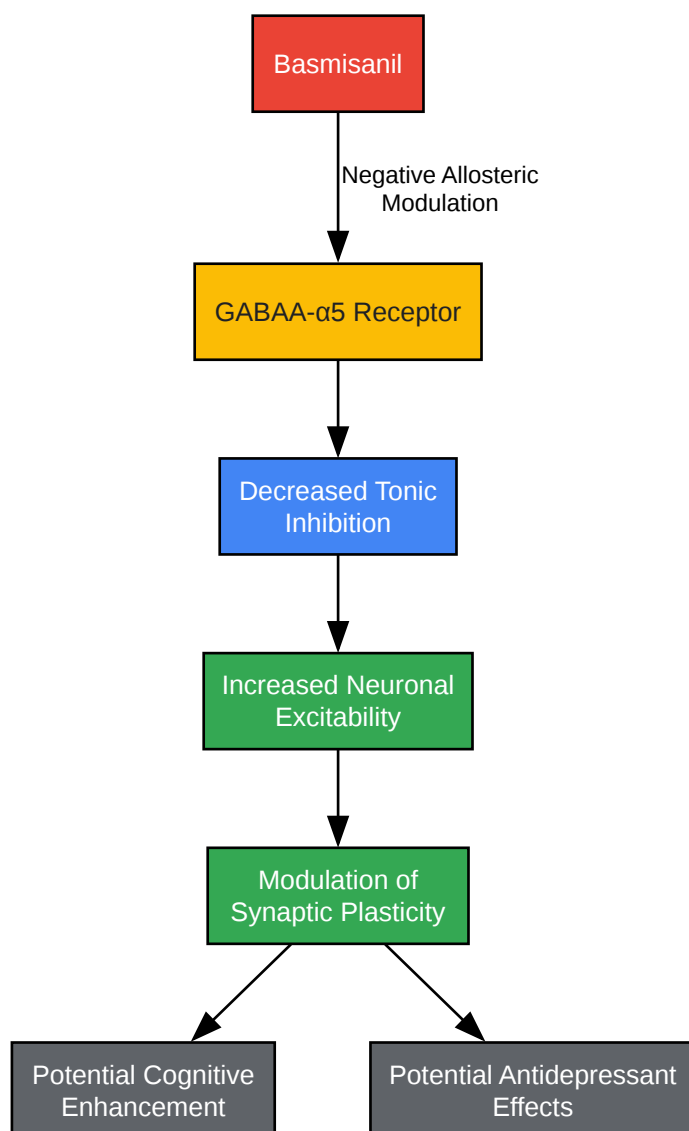 Basmisanil
Negative Allosteric
Modulation
GABAA-α5 Receptor
Decreased Tonic
Inhibition
Increased Neuronal
Excitability
Modulation of
Synaptic Plasticity
Potential Cognitive
Enhancement
Potential Antidepressant
Effects